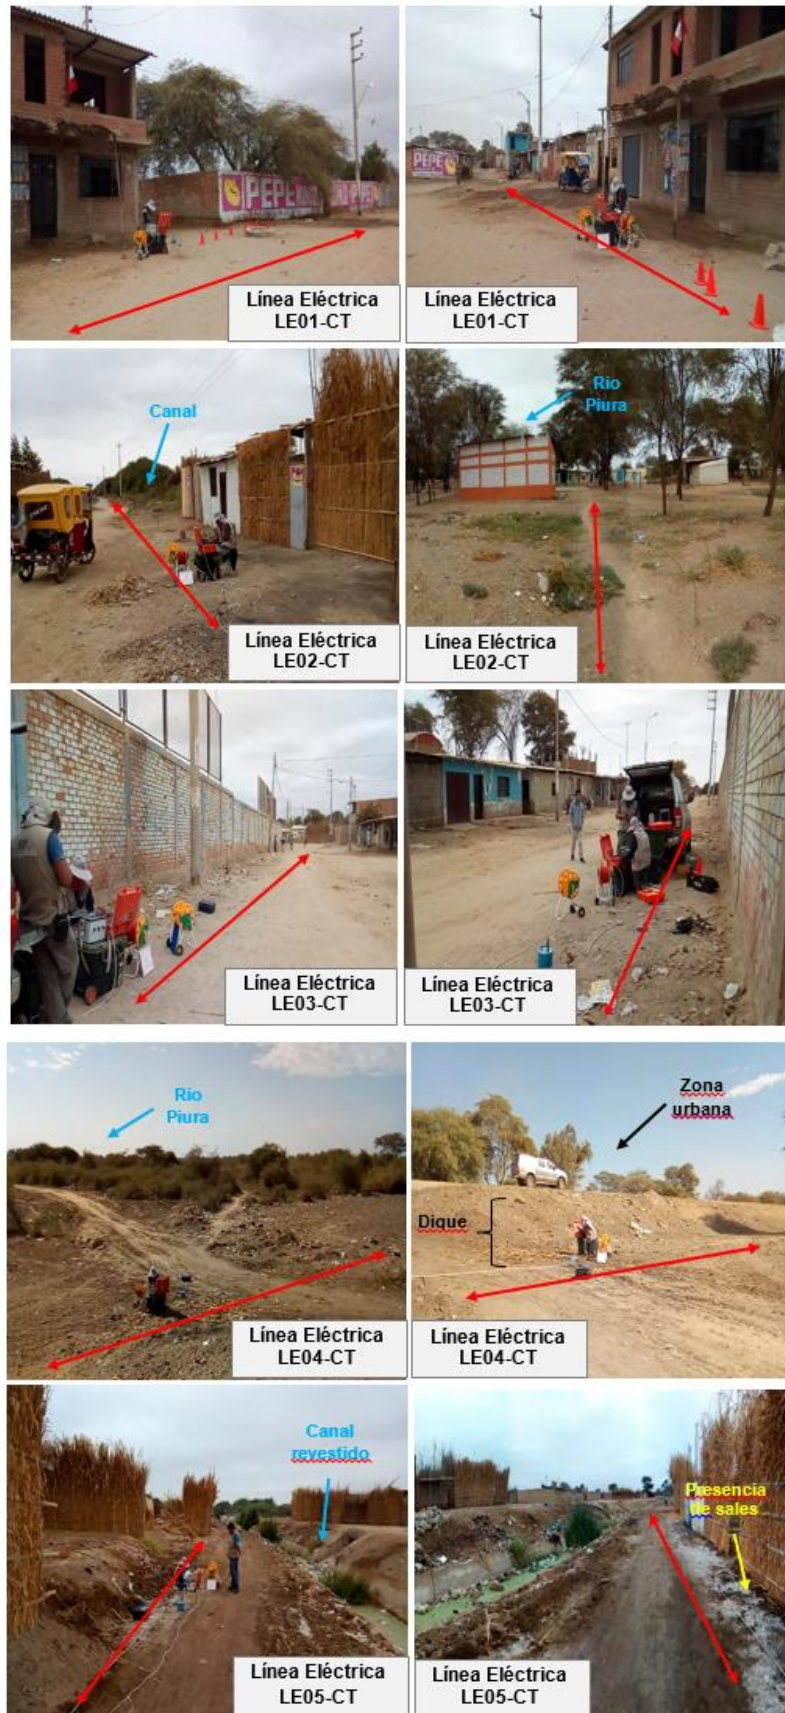 PEPE
PEPE
Línea Eléctrica
LE01-CT
Línea Eléctrica
LE01-CT
Canal
Río
Piura
Línea Eléctrica
LE02-CT
Línea Eléctrica
LE02-CT
Línea Eléctrica
LE03-CT
Línea Eléctrica
LE03-CT
Río
Piura
Zona
urbana
Dique
Línea Eléctrica
LE04-CT
Línea Eléctrica
LE04-CT
Canal
revestido
Presencia
de sales
Línea Eléctrica
LE05-CT
Línea Eléctrica
LE05-CT